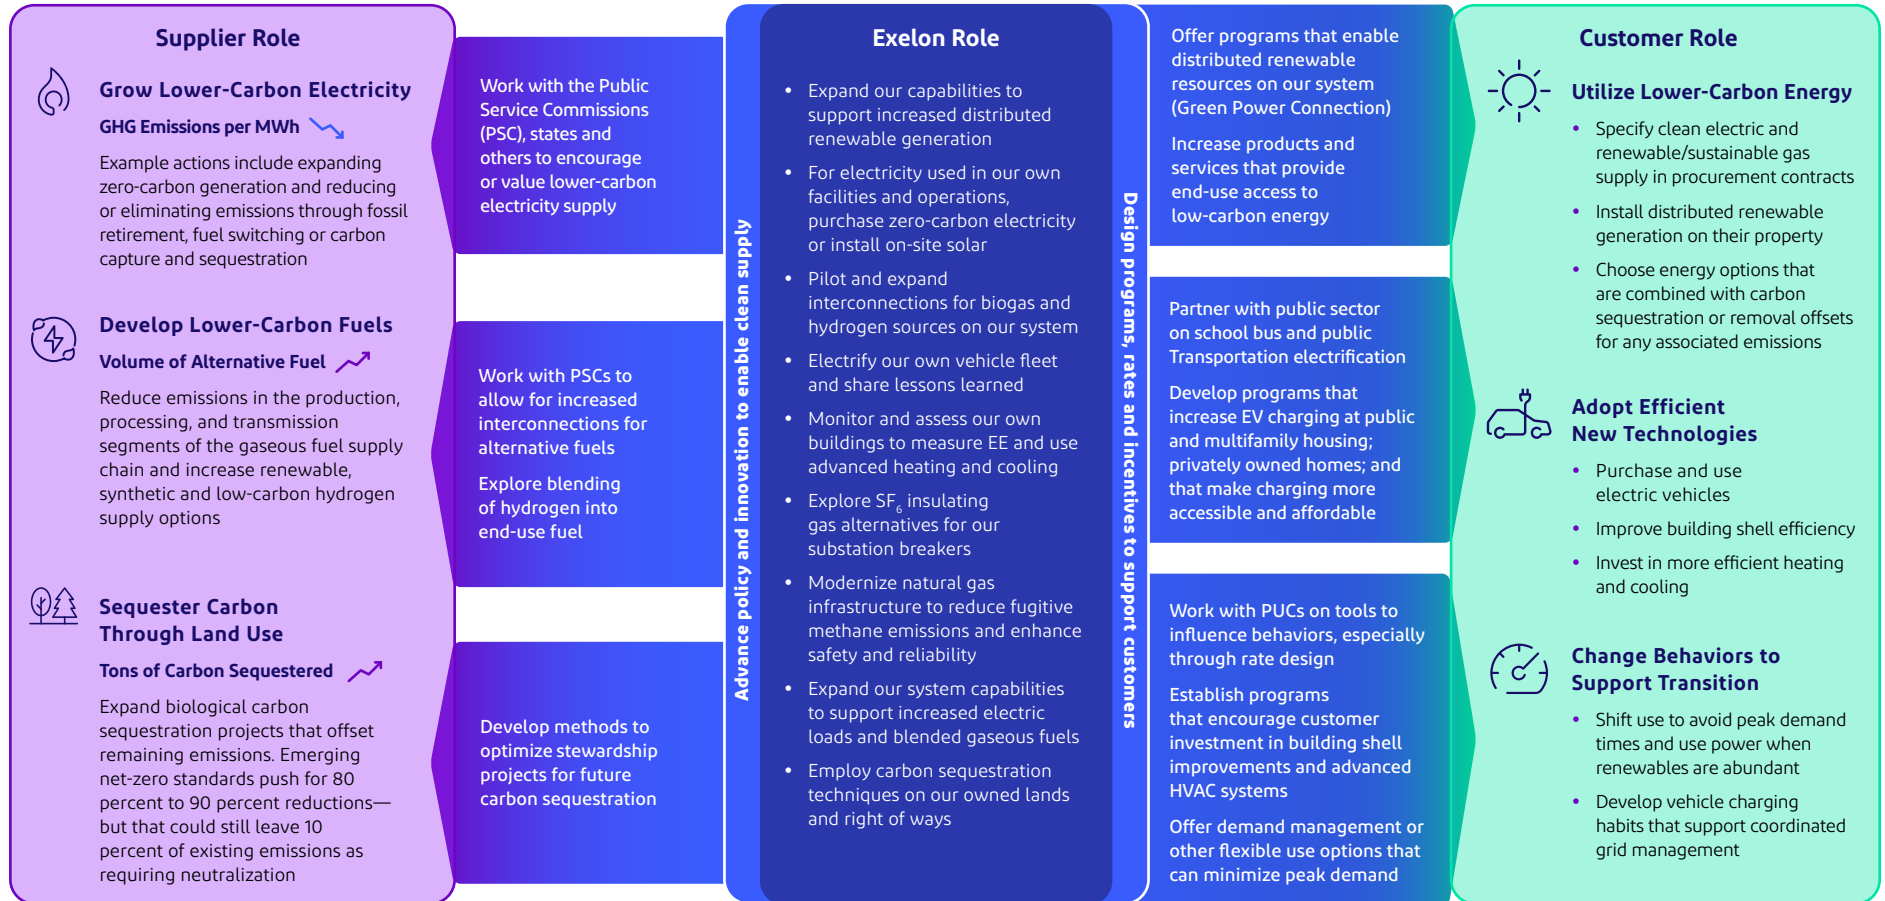 Supplier Role
Grow Lower-Carbon Electricity
GHG Emissions per MWh
Example actions include expanding
zero-carbon generation and reducing
or eliminating emissions through fossil
retirement, fuel switching or carbon
capture and sequestration
Develop Lower-Carbon Fuels
Volume of Alternative Fuel
Reduce emissions in the production,
processing, and transmission
segments of the gaseous fuel supply
chain and increase renewable,
synthetic and low-carbon hydrogen
supply options
Sequester Carbon
Through Land Use
Tons of Carbon Sequestered
Expand biological carbon
sequestration projects that offset
remaining emissions. Emerging
net-zero standards push for 80
percent to 90 percent reductions—
but that could still leave 10
percent of existing emissions as
requiring neutralization
Work with the Public
Service Commissions
(PSC), states and
others to encourage
or value lower-carbon
electricity supply
Work with PSCs to
allow for increased
interconnections for
alternative fuels
Explore blending
of hydrogen into
end-use fuel
Develop methods to
optimize stewardship
projects for future
carbon sequestration
Advance policy and innovation to enable clean supply
Exelon Role
• Expand our capabilities to
support increased distributed
renewable generation
• For electricity used in our own
facilities and operations,
purchase zero-carbon electricity
or install on-site solar
• Pilot and expand
interconnections for biogas and
hydrogen sources on our system
• Electrify our own vehicle fleet
and share lessons learned
• Monitor and assess our own
buildings to measure EE and use
advanced heating and cooling
• Explore SF6 insulating
gas alternatives for our
substation breakers
• Modernize natural gas
infrastructure to reduce fugitive
methane emissions and enhance
safety and reliability
• Expand our system capabilities
to support increased electric
loads and blended gaseous fuels
• Employ carbon sequestration
techniques on our owned lands
and right of ways
Design programs, rates and incentives to support customers
Offer programs that enable
distributed renewable
resources on our system
(Green Power Connection)
Increase products and
services that provide
end-use access to
low-carbon energy
Partner with public sector
on school bus and public
Transportation electrification
Develop programs that
increase EV charging at public
and multifamily housing;
privately owned homes; and
that make charging more
accessible and affordable
Work with PUCs on tools to
influence behaviors, especially
through rate design
Establish programs
that encourage customer
investment in building shell
improvements and advanced
HVAC systems
Offer demand management or
other flexible use options that
can minimize peak demand
Customer Role
Utilize Lower-Carbon Energy
• Specify clean electric and
renewable/sustainable gas
supply in procurement contracts
• Install distributed renewable
generation on their property
• Choose energy options that
are combined with carbon
sequestration or removal offsets
for any associated emissions
Adopt Efficient
New Technologies
• Purchase and use
electric vehicles
• Improve building shell efficiency
• Invest in more efficient heating
and cooling
Change Behaviors to
Support Transition
• Shift use to avoid peak demand
times and use power when
renewables are abundant
• Develop vehicle charging
habits that support coordinated
grid management